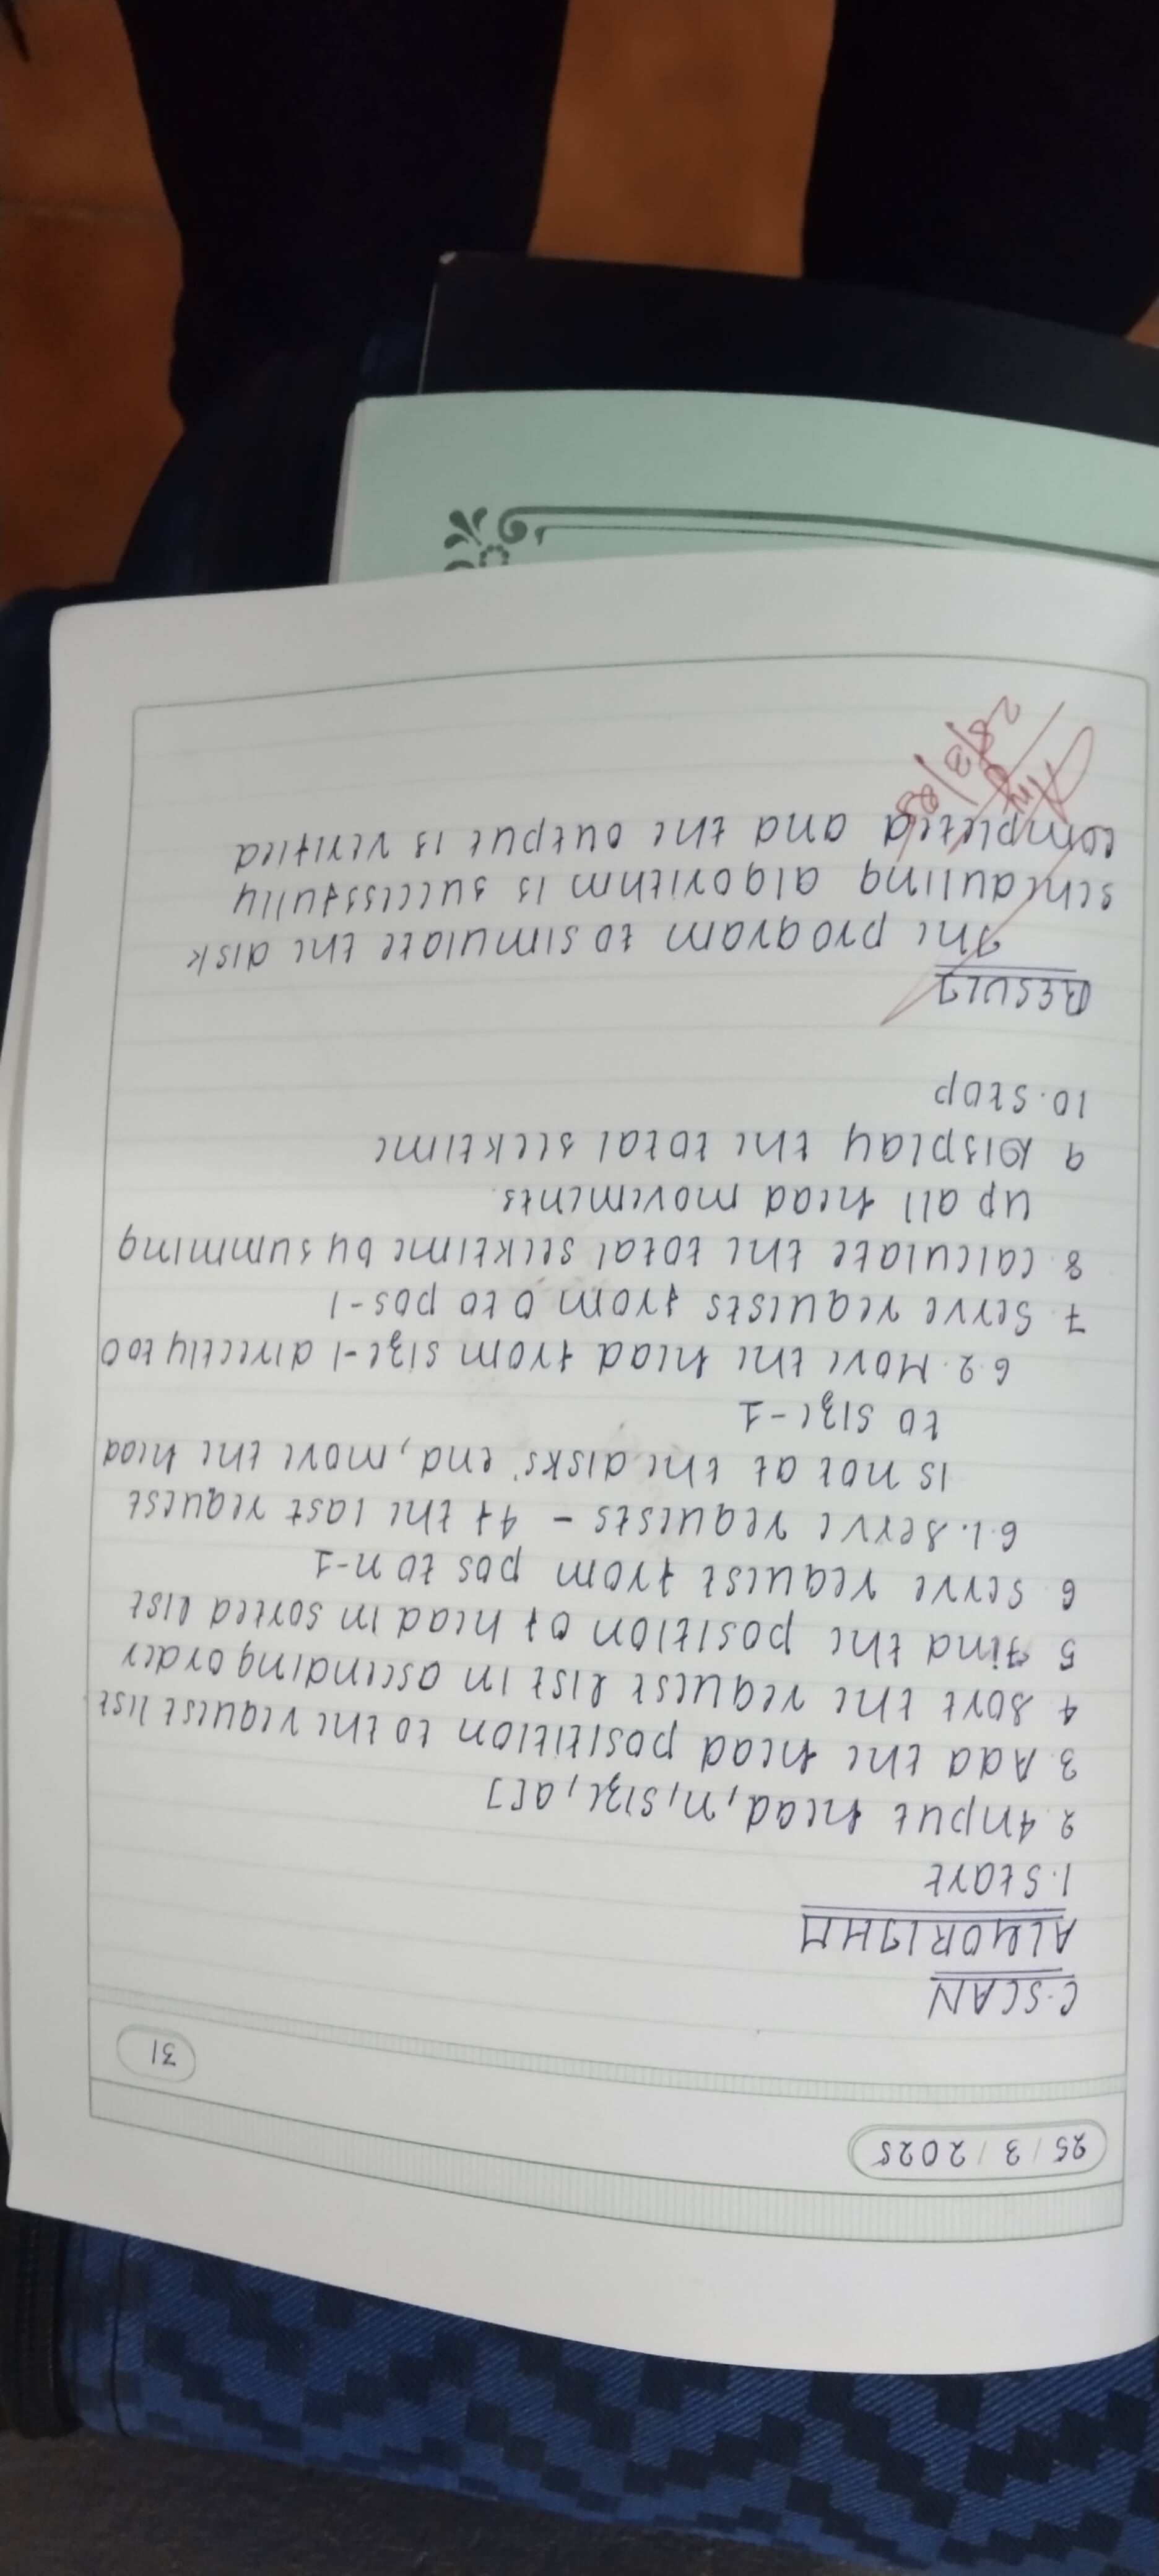 25/3/2025
31
C-SCAN
ALGORITHM
1. Start
2. Input head, n, size, a[]
3. Add the head positition to the request list
4 Sort the request list in ascending order
5 Find the position of head in sorted list
6. Serve request from pos to n-1
6.1. Serve requests - If the last request
is not at the disks' end, move the head
to size-1
6.2. Move the head from size-1 directly to 0
7. Serve requests from 0 to pos-1
8. Calculate the total seektime by summing
up all head movements.
9 Display the total seektime
10. Stop
RESULT
The program to simulate the disk
scheduling algorithm is successfully
completed and the output is verified
28/3/25